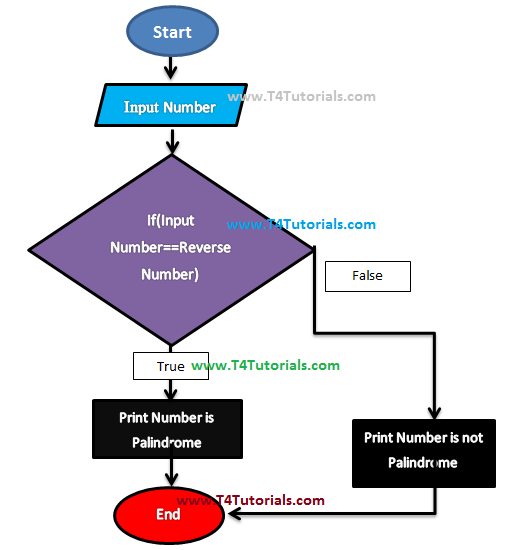 Start
www.T4Tutorials.com
Input Number
If(Input
www.T4Tutorials.com
Number==Reverse
Number)
False
True
www.T4Tutorials.com
Print Number is
Palindrome
Print Number is not
Palindrome
www.T4Tutorials.com
End